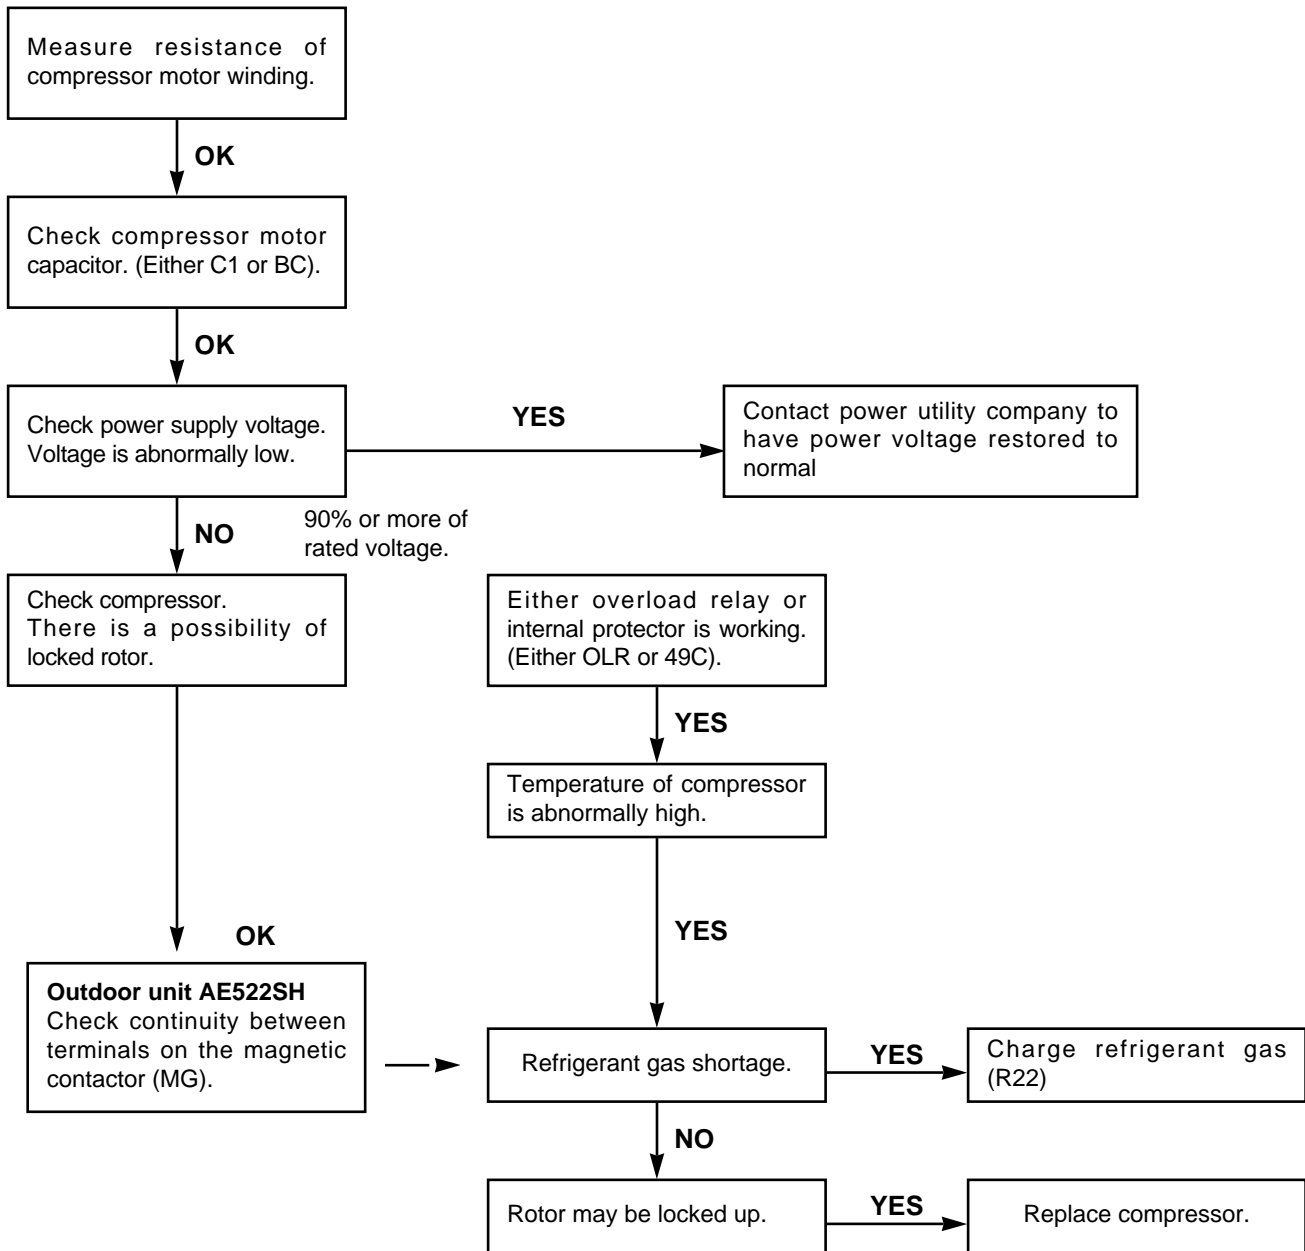 Measure resistance of
compressor motor winding.
OK
Check compressor motor
capacitor. (Either C1 or BC).
OK
Check power supply voltage.
Voltage is abnormally low.
YES
Contact power utility company to
have power voltage restored to
normal
NO
90% or more of
rated voltage.
Check compressor.
There is a possibility of
locked rotor.
OK
Outdoor unit AE522SH
Check continuity between
terminals on the magnetic
contactor (MG).
Either overload relay or
internal protector is working.
(Either OLR or 49C).
YES
Temperature of compressor
is abnormally high.
YES
Refrigerant gas shortage.
YES
Charge refrigerant gas
(R22)
NO
Rotor may be locked up.
YES
Replace compressor.